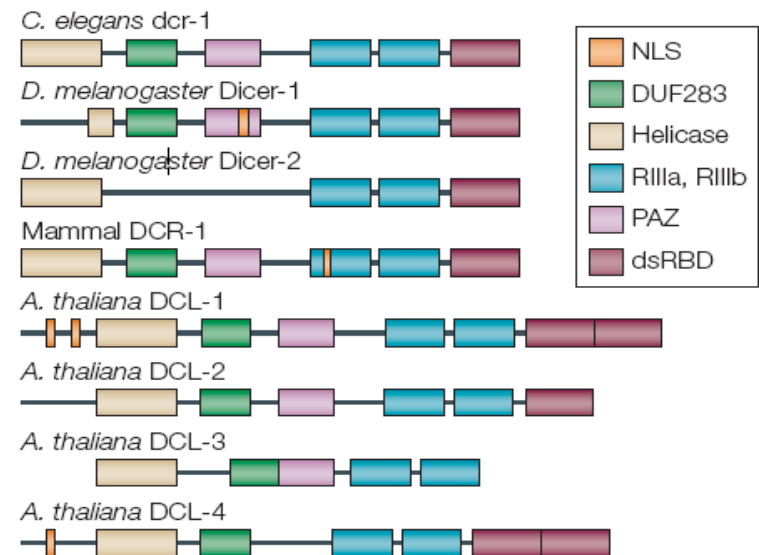 C. elegans dcr-1
D. melanogaster Dicer-1
D. melanogaster Dicer-2
Mammal DCR-1
A. thaliana DCL-1
A. thaliana DCL-2
A. thaliana DCL-3
A. thaliana DCL-4
NLS
DUF283
Helicase
RIIIa, RIIIb
PAZ
dsRBD